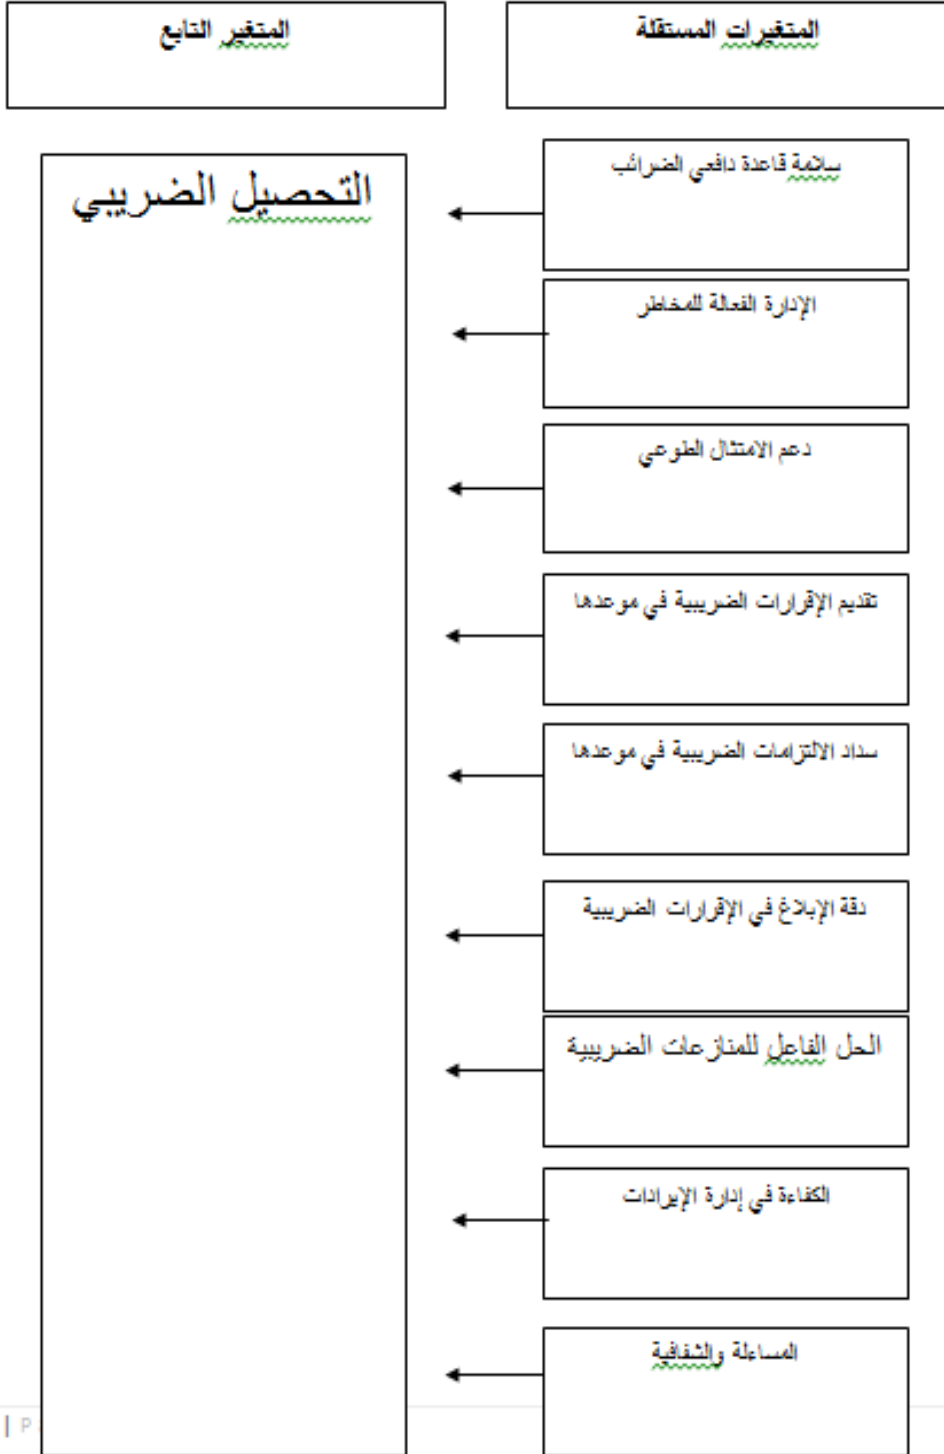 المتغيرات المستقلة
المتغير التابع
سلامة قاعدة دافعي الضرائب
الإدارة الفعالة للمخاطر
دعم الامتثال الطوعي
تقديم الإقرارات الضريبية في موعدها
سداد الالتزامات الضريبية في موعدها
دقة الإبلاغ في الإقرارات الضريبية
الحل الفاعل للمنازعات الضريبية
الكفاءة في إدارة الإيرادات
المساءلة والشفافية
التحصيل الضريبي
| P